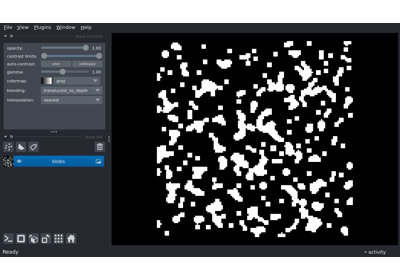 File View Plugins Window Help
opacity: 1.00
contrast limits:
auto-contrast: once continuous
gamma: 1.00
colormap: gray
blending: translucent_no_depth
interpolation: nearest
blobs
Ready
activity